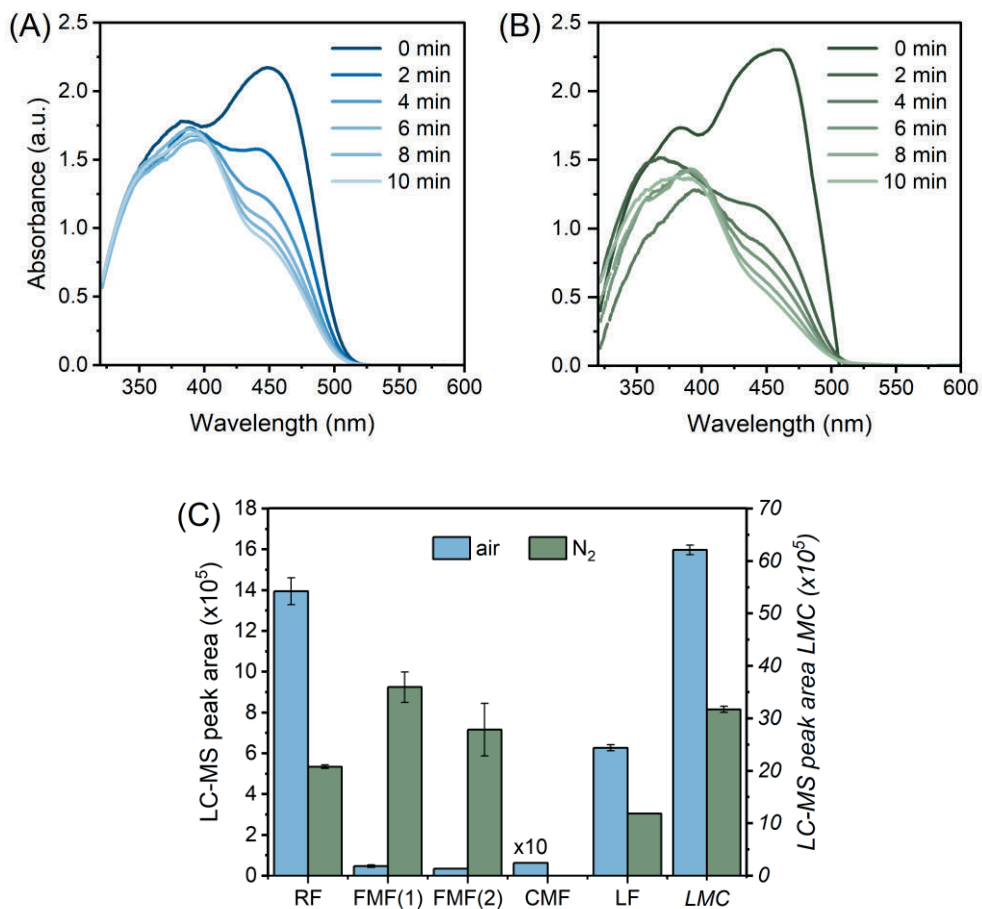 (A)
2.5
2.0
1.5
1.0
0.5
0.0
Absorbance (a.u.)
0 min
2 min
4 min
6 min
8 min
10 min
350 400 450 500 550 600
Wavelength (nm)
(B)
2.5
2.0
1.5
1.0
0.5
0.0
0 min
2 min
4 min
6 min
8 min
10 min
350 400 450 500 550 600
Wavelength (nm)
(C)
18
16
14
12
10
8
6
4
2
0
LC-MS peak area (x10⁵)
air N₂
x10
RF FMF(1) FMF(2) CMF LF LMC
70
60
50
40
30
20
10
0
LC-MS peak area LMC (x10⁵)